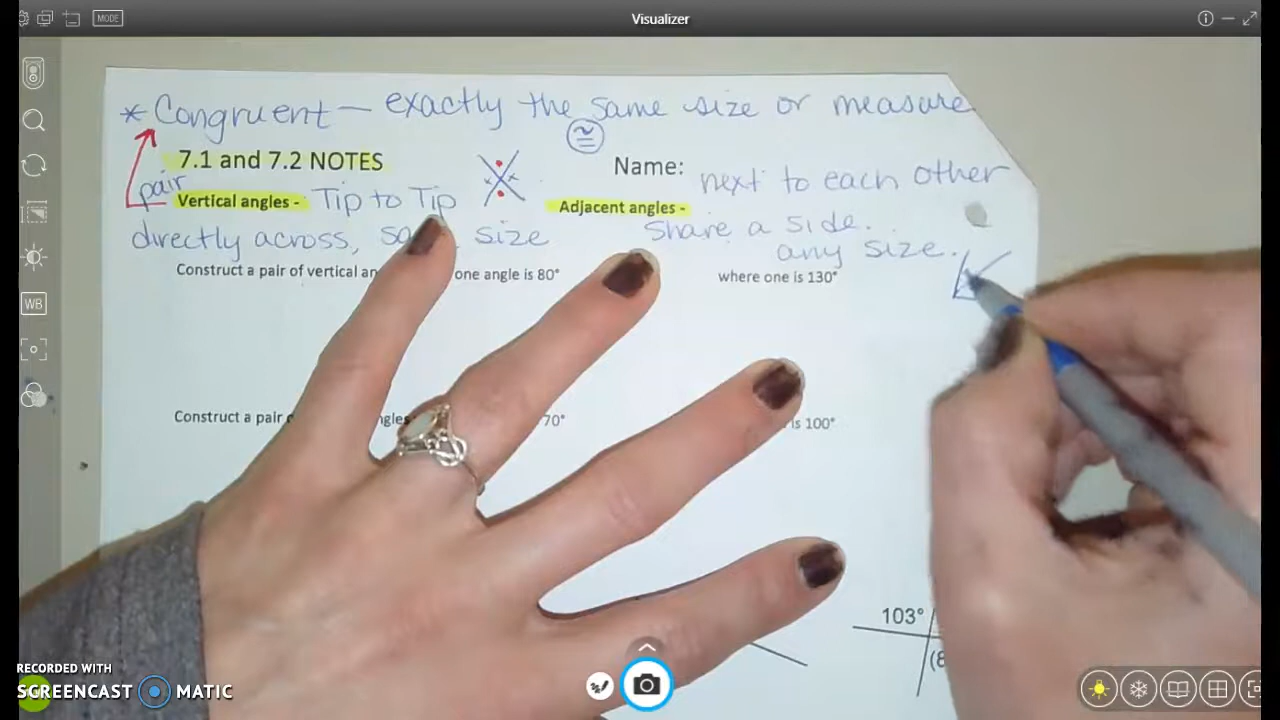 MODE
Visualizer
* Congruent — exactly the same size or measure
≅
7.1 and 7.2 NOTES
Name:
pair
Vertical angles - Tip to Tip
directly across, size
Adjacent angles - next to each other
share a side.
any size.
Construct a pair of vertical one angle is 80°
where one is 130°
WB
Construct a pair 70°
is 100°
103°
(8
RECORDED WITH
SCREENCAST MATIC